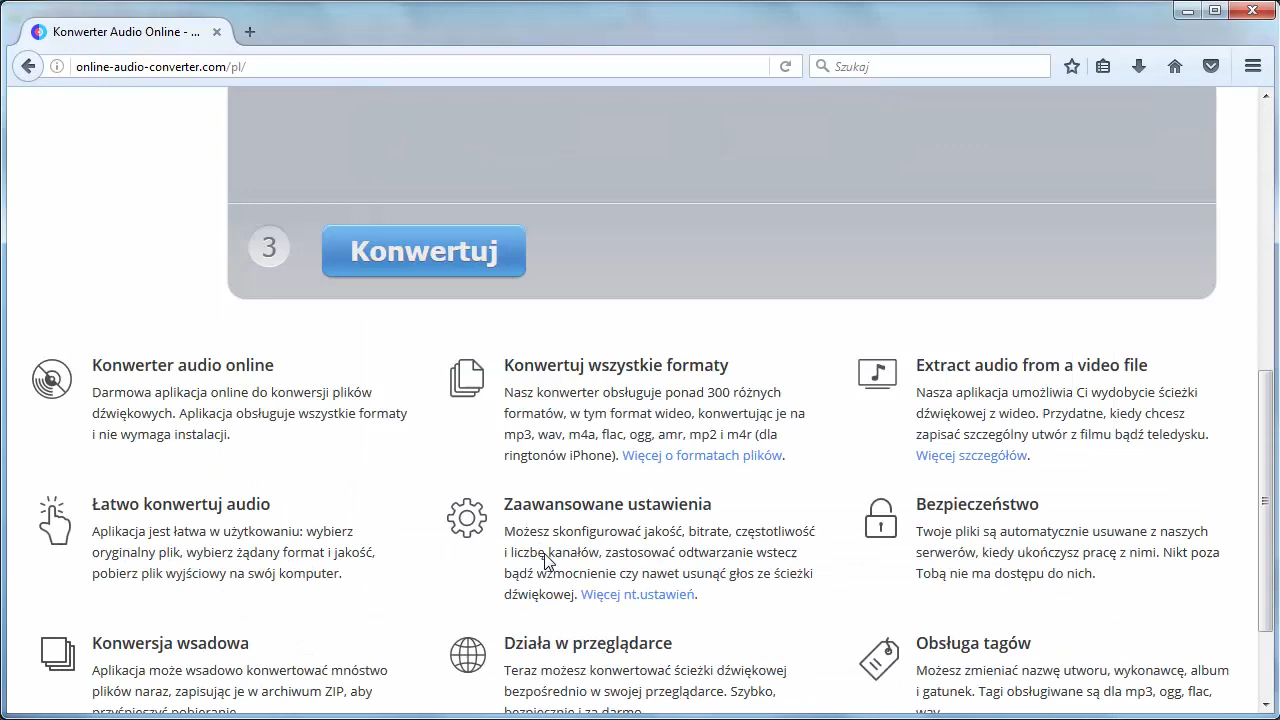 Konwerter Audio Online - ...
online-audio-converter.com/pl/
Szukaj
3
Konwertuj
Konwerter audio online
Darmowa aplikacja online do konwersji plików
dźwiękowych. Aplikacja obsługuje wszystkie formaty
i nie wymaga instalacji.
Konwertuj wszystkie formaty
Nasz konwerter obsługuje ponad 300 różnych
formatów, w tym format wideo, konwertując je na
mp3, wav, m4a, flac, ogg, amr, mp2 i m4r (dla
ringtonów iPhone). Więcej o formatach plików.
Extract audio from a video file
Nasza aplikacja umożliwia Ci wydobycie ścieżki
dźwiękowej z wideo. Przydatne, kiedy chcesz
zapisać szczególny utwór z filmu bądź teledysku.
Więcej szczegółów.
Łatwo konwertuj audio
Aplikacja jest łatwa w użytkowaniu: wybierz
oryginalny plik, wybierz żądany format i jakość,
pobierz plik wyjściowy na swój komputer.
Zaawansowane ustawienia
Możesz skonfigurować jakość, bitrate, częstotliwość
i liczbę kanałów, zastosować odtwarzanie wstecz
bądź wzmocnienie czy nawet usunąć głos ze ścieżki
dźwiękowej. Więcej nt.ustawień.
Bezpieczeństwo
Twoje pliki są automatycznie usuwane z naszych
serwerów, kiedy ukończysz pracę z nimi. Nikt poza
Tobą nie ma dostępu do nich.
Konwersja wsadowa
Aplikacja może wsadowo konwertować mnóstwo
plików naraz, zapisując je w archiwum ZIP, aby
przyśpieszyć pobieranie.
Działa w przeglądarce
Teraz możesz konwertować ścieżki dźwiękowej
bezpośrednio w swojej przeglądarce. Szybko,
bezpiecznie i za darmo.
Obsługa tagów
Możesz zmieniać nazwę utworu, wykonawcę, album
i gatunek. Tagi obsługiwane są dla mp3, ogg, flac,
wav.